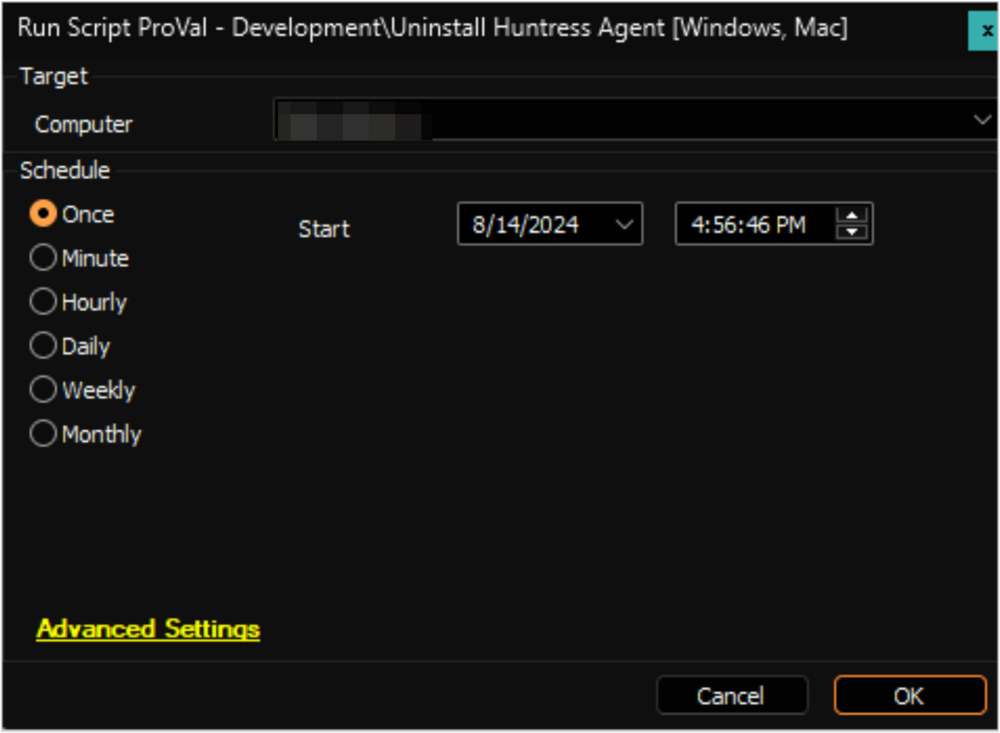 Run Script ProVal - Development\Uninstall Huntress Agent [Windows, Mac]
x
Target
Computer
Schedule
Once
Start
8/14/2024
4:56:46 PM
Minute
Hourly
Daily
Weekly
Monthly
Advanced Settings
Cancel
OK